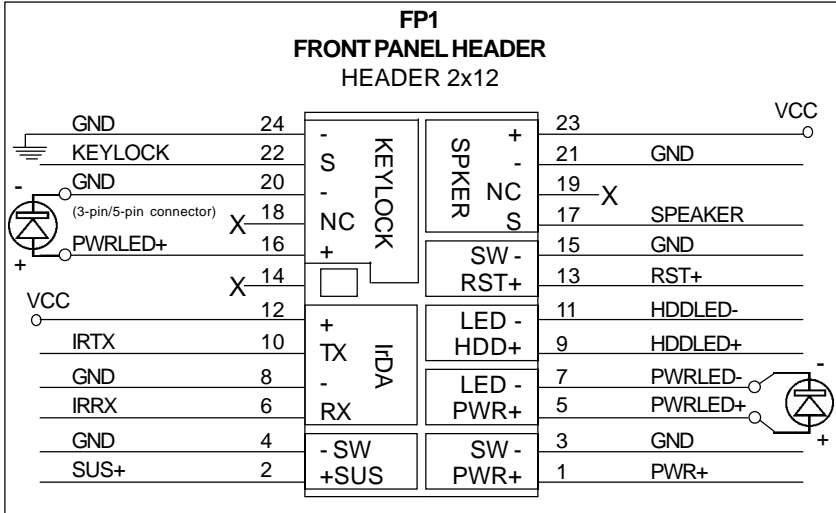 FP1
FRONT PANEL HEADER
HEADER 2x12
VCC
GND 24 - + 23
KEYLOCK 22 S - 21 GND
- GND 20 - NC 19 X
(3-pin/5-pin connector) X 18 NC S 17 SPEAKER
+ PWRLED+ 16 + SW - 15 GND
KEYLOCK
SPKER
X 14 RST+ 13 RST+
VCC 12 + LED - 11 HDDLED-
IRTX 10 TX HDD+ 9 HDDLED+
IrDA
GND 8 - LED - 7 PWRLED- -
IRRX 6 RX PWR+ 5 PWRLED+ +
GND 4 - SW SW - 3 GND
SUS+ 2 +SUS PWR+ 1 PWR+